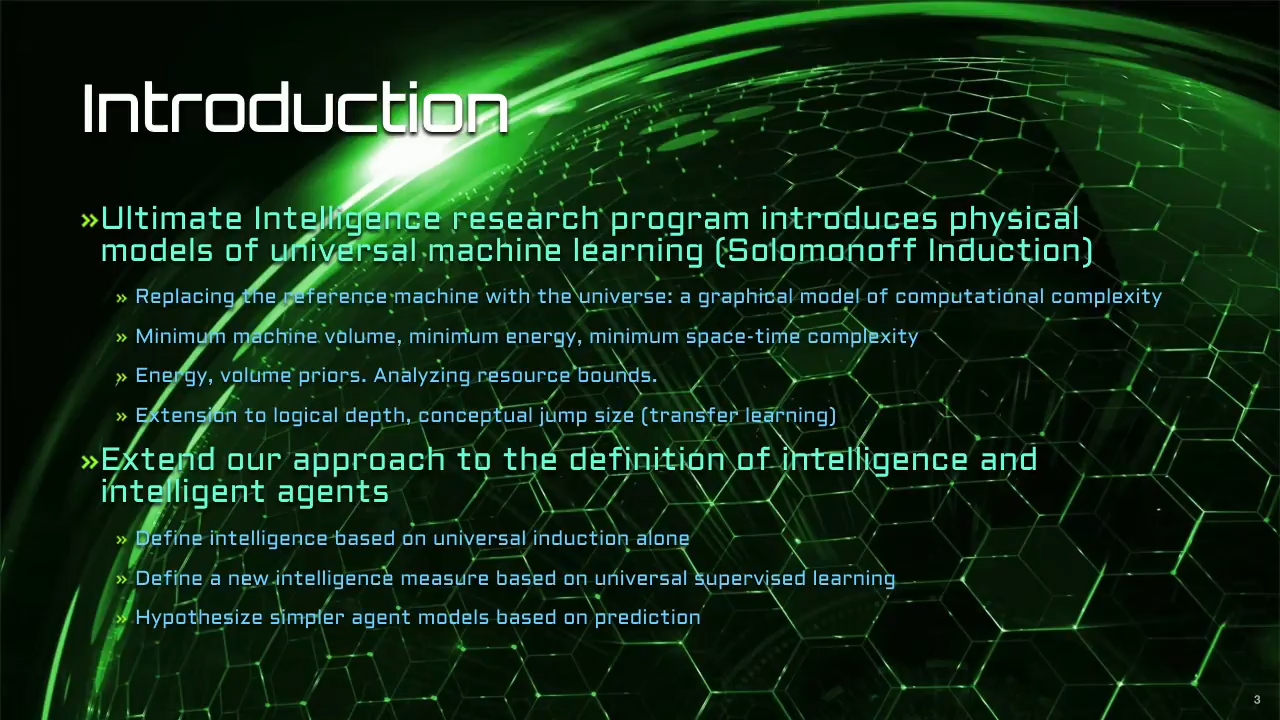 Introduction
»Ultimate Intelligence research program introduces physical
models of universal machine learning (Solomonoff Induction)
» Replacing the reference machine with the universe: a graphical model of computational complexity
» Minimum machine volume, minimum energy, minimum space-time complexity
» Energy, volume priors. Analyzing resource bounds.
» Extension to logical depth, conceptual jump size (transfer learning)
»Extend our approach to the definition of intelligence and
intelligent agents
» Define intelligence based on universal induction alone
» Define a new intelligence measure based on universal supervised learning
» Hypothesize simpler agent models based on prediction
3